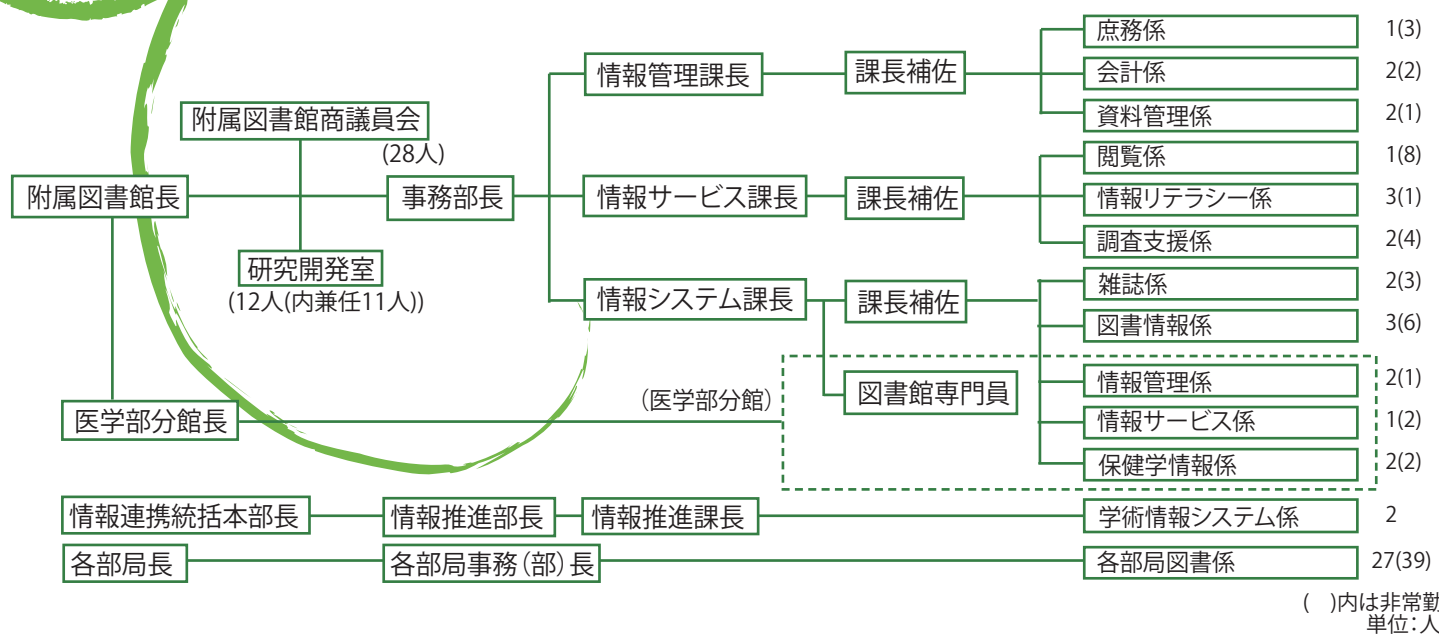 庶務係 1(3)
情報管理課長 課長補佐 会計係 2(2)
附属図書館商議員会 資料管理係 2(1)
(28人) 閲覧係 1(8)
附属図書館長 事務部長 情報サービス課長 課長補佐 情報リテラシー係 3(1)
調査支援係 2(4)
研究開発室
(12人(内兼任11人)) 情報システム課長 課長補佐 雑誌係 2(3)
図書情報係 3(6)
(医学部分館) 図書館専門員 情報管理係 2(1)
医学部分館長 情報サービス係 1(2)
保健学情報係 2(2)
情報連携統括本部長 情報推進部長 情報推進課長 学術情報システム係 2
各部局長 各部局事務(部)長 各部局図書係 27(39)
( )内は非常勤
単位:人